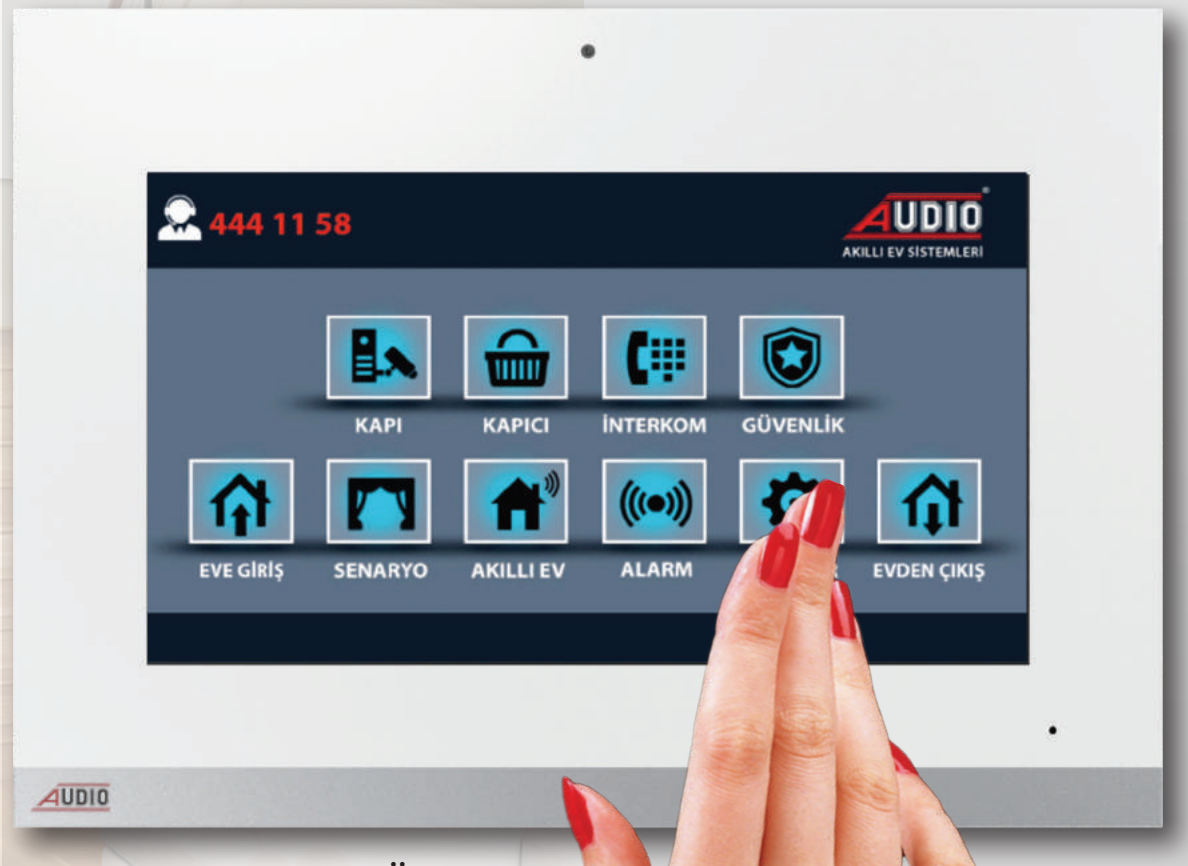 444 11 58
AUDIO®
AKILLI EV SİSTEMLERİ
KAPI KAPICI İNTERKOM GÜVENLİK
EVE GİRİŞ SENARYO AKILLI EV ALARM EVDEN ÇIKIŞ
AUDIO